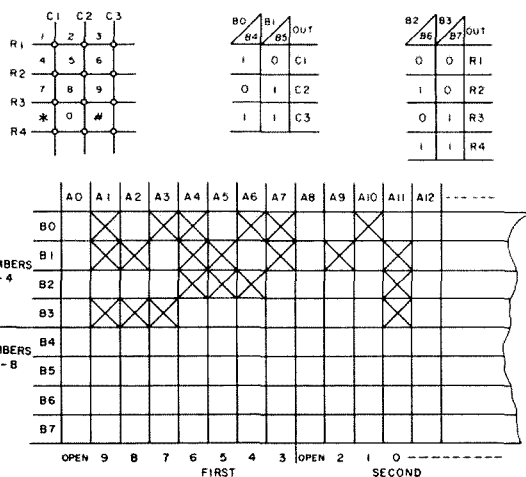 C1 C2 C3
R1 1 2 3
R2 4 5 6
R3 7 8 9
R4 * 0 #
B0 B4 B1 B5 OUT
1 0 C1
0 1 C2
1 1 C3
B2 B6 B3 B7 OUT
0 0 R1
1 0 R2
0 1 R3
1 1 R4
A0 A1 A2 A3 A4 A5 A6 A7 A8 A9 A10 A11 A12 -----
B0
B1
MBERS
- 4
B2
B3
MBERS
- 8
B4
B5
B6
B7
OPEN 9 8 7 6 5 4 3 OPEN 2 1 0 ----------
FIRST SECOND